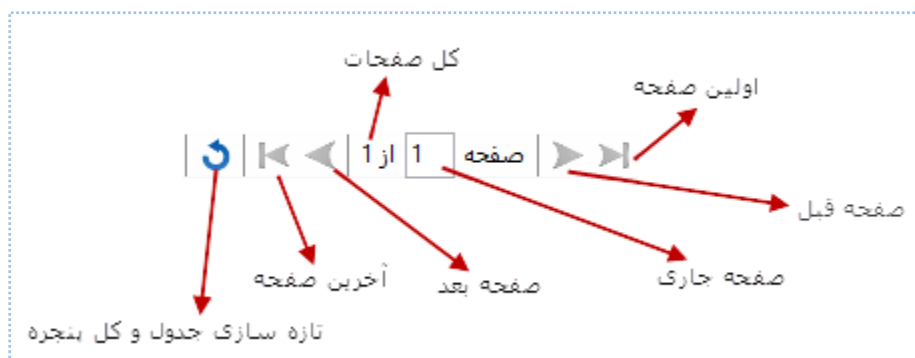 کل صفحات
اولین صفحه
صفحه 1 از 1
صفحه قبل
صفحه جاری
صفحه بعد
آخرین صفحه
تازه سازی جدول و کل پنجره